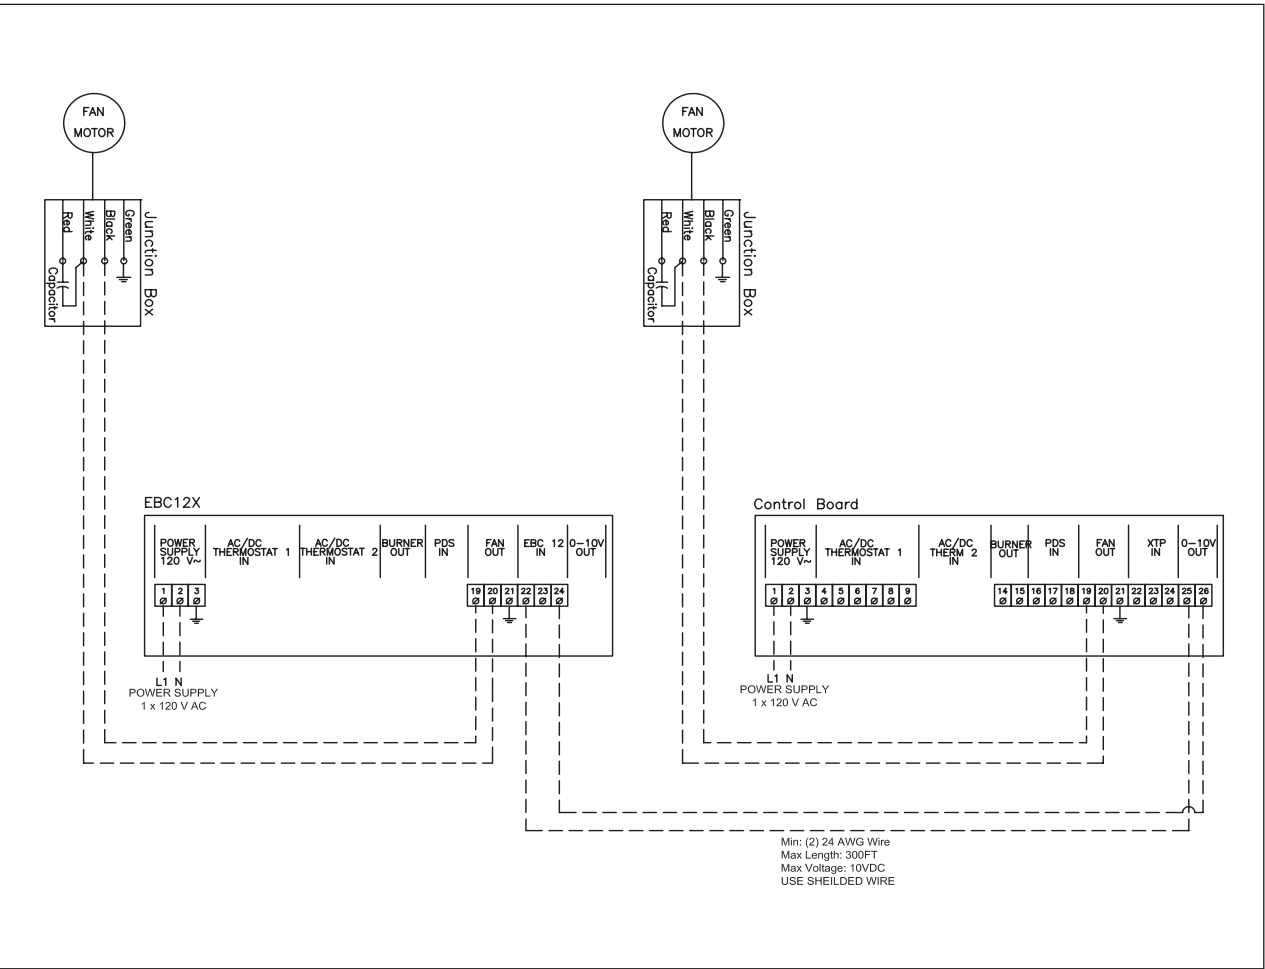 FAN
MOTOR
Red
White
Black
Green
Capacitor
Junction Box
FAN
MOTOR
Red
White
Black
Green
Capacitor
Junction Box
EBC12X
POWER
SUPPLY
120 V~
AC/DC
THERMOSTAT 1
IN
AC/DC
THERMOSTAT 2
IN
BURNER
OUT
PDS
IN
FAN
OUT
EBC 12
IN
0-10V
OUT
1 2 3
19 20 21 22 23 24
L1 N
POWER SUPPLY
1 x 120 V AC
Control Board
POWER
SUPPLY
120 V~
AC/DC
THERMOSTAT 1
IN
AC/DC
THERM 2
IN
BURNER
OUT
PDS
IN
FAN
OUT
XTP
IN
0-10V
OUT
1 2 3 4 5 6 7 8 9
14 15 16 17 18 19 20 21 22 23 24 25 26
L1 N
POWER SUPPLY
1 x 120 V AC
Min: (2) 24 AWG Wire
Max Length: 300FT
Max Voltage: 10VDC
USE SHEILDED WIRE